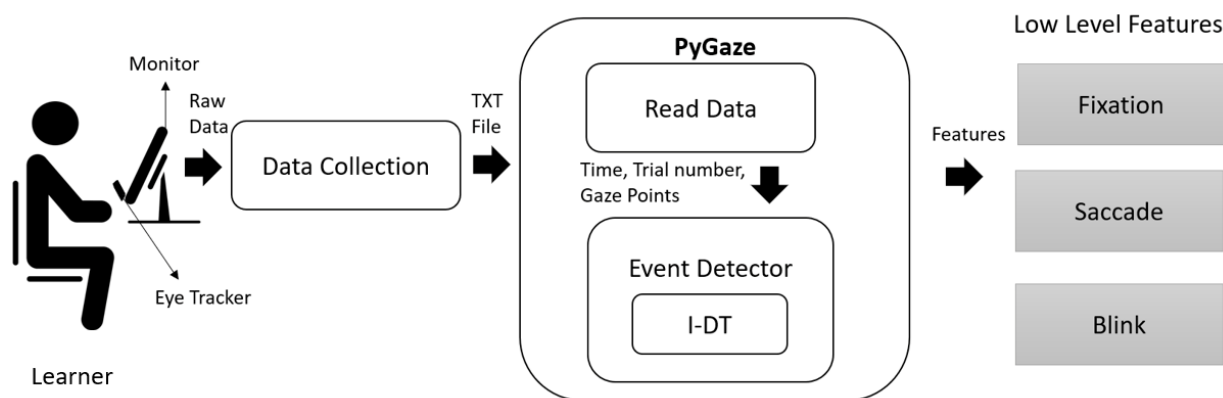 Monitor
Raw
Data
Eye Tracker
Learner
Data Collection
TXT
File
PyGaze
Read Data
Time, Trial number,
Gaze Points
Event Detector
I-DT
Features
Low Level Features
Fixation
Saccade
Blink